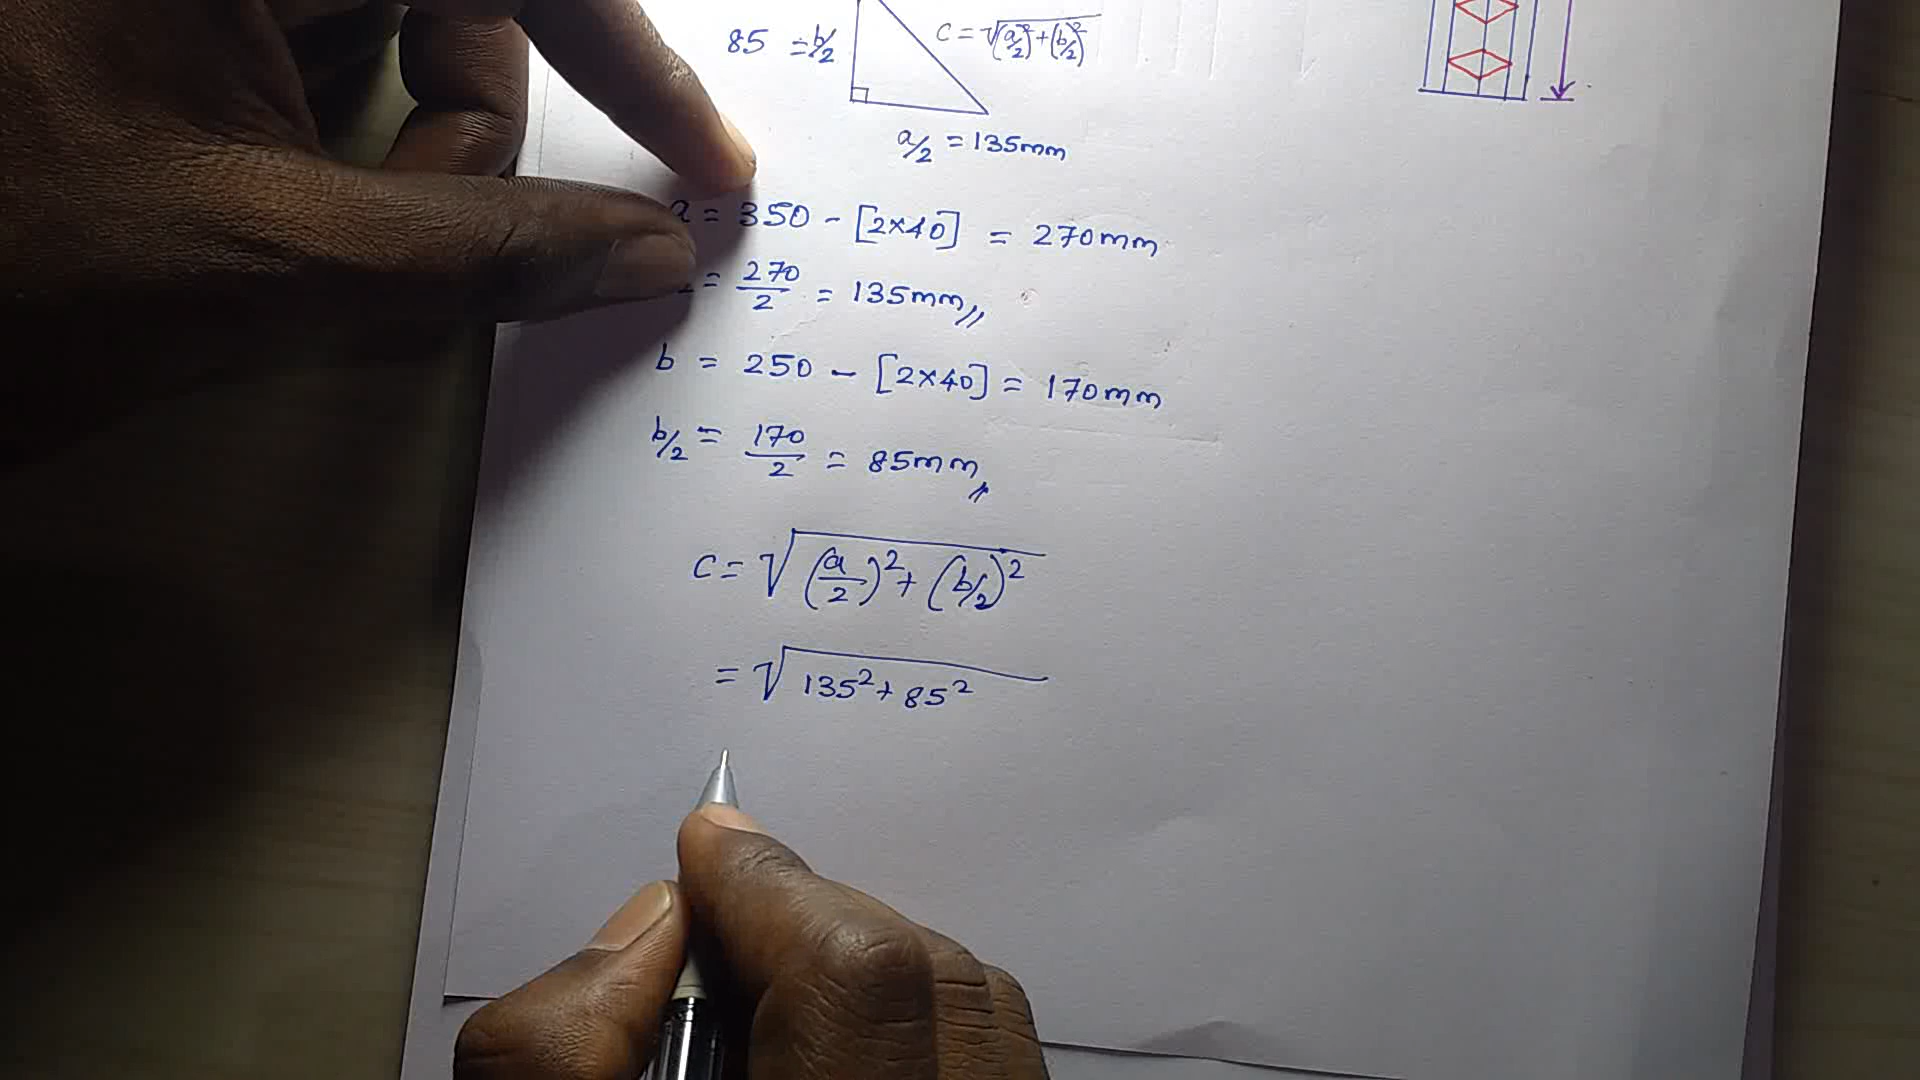 85 = b/2
c = √(a/2)² + (b/2)²
a/2 = 135mm
a = 350 - [2×40] = 270mm
2 = 270/2 = 135mm
b = 250 - [2×40] = 170mm
b/2 = 170/2 = 85mm
c = √(a/2)² + (b/2)²
= √135² + 85²